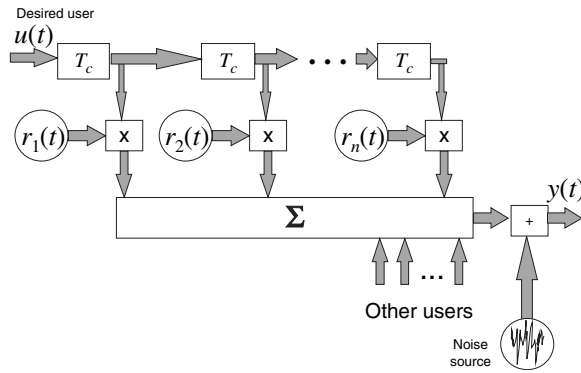 Desired user
u(t)
T_c
T_c
...
T_c
r_1(t)
x
r_2(t)
x
r_n(t)
x
Σ
y(t)
+
...
Other users
Noise
source